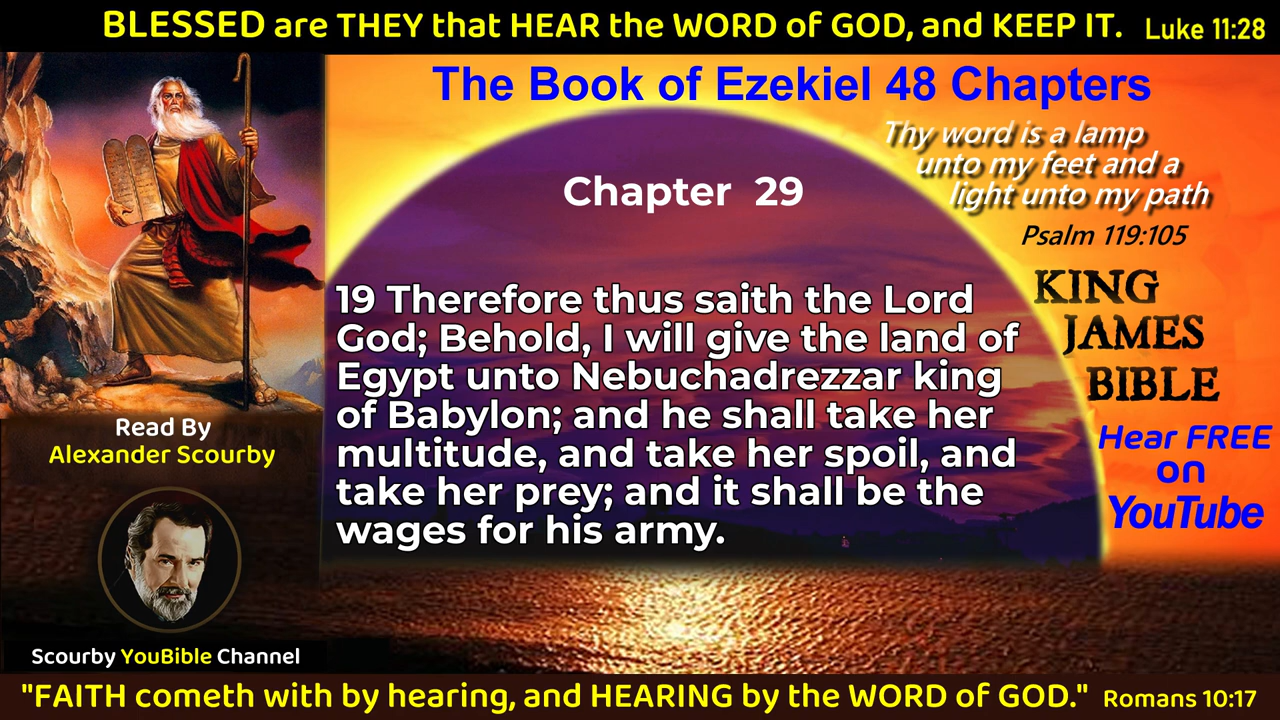 BLESSED are THEY that HEAR the WORD of GOD, and KEEP IT. Luke 11:28
The Book of Ezekiel 48 Chapters
Thy word is a lamp
unto my feet and a
light unto my path
Psalm 119:105
Chapter 29
19 Therefore thus saith the Lord
God; Behold, I will give the land of
Egypt unto Nebuchadrezzar king
of Babylon; and he shall take her
multitude, and take her spoil, and
take her prey; and it shall be the
wages for his army.
KING
JAMES
BIBLE
Hear FREE
on
YouTube
Read By
Alexander Scourby
Scourby YouBible Channel
"FAITH cometh with by hearing, and HEARING by the WORD of GOD." Romans 10:17